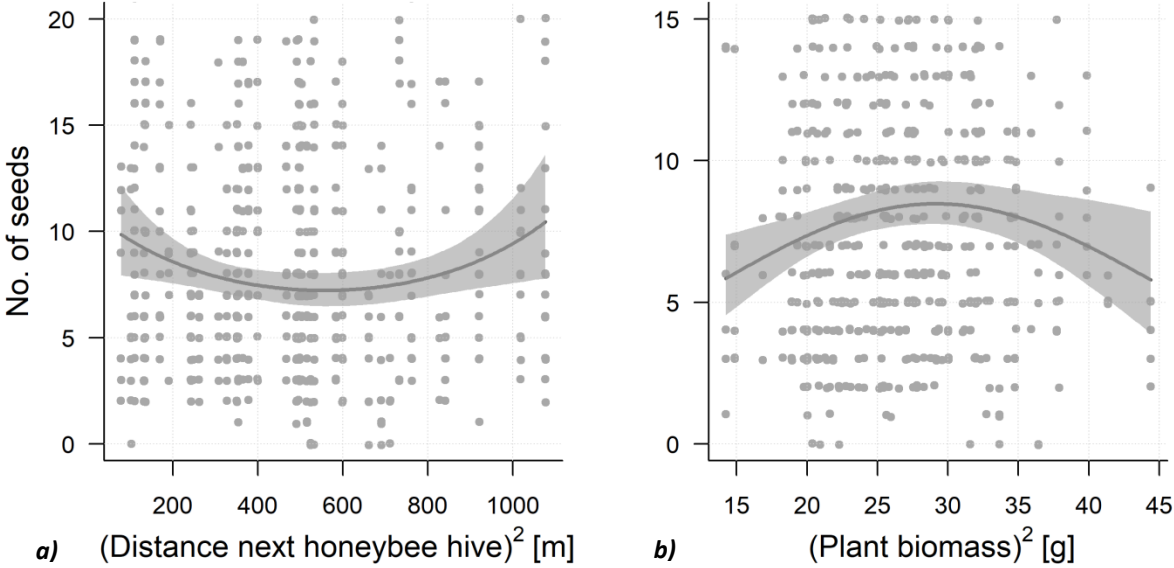 No. of seeds
20
15
10
5
0
200 400 600 800 1000
a) (Distance next honeybee hive)² [m]
15
10
5
0
15 20 25 30 35 40 45
b) (Plant biomass)² [g]